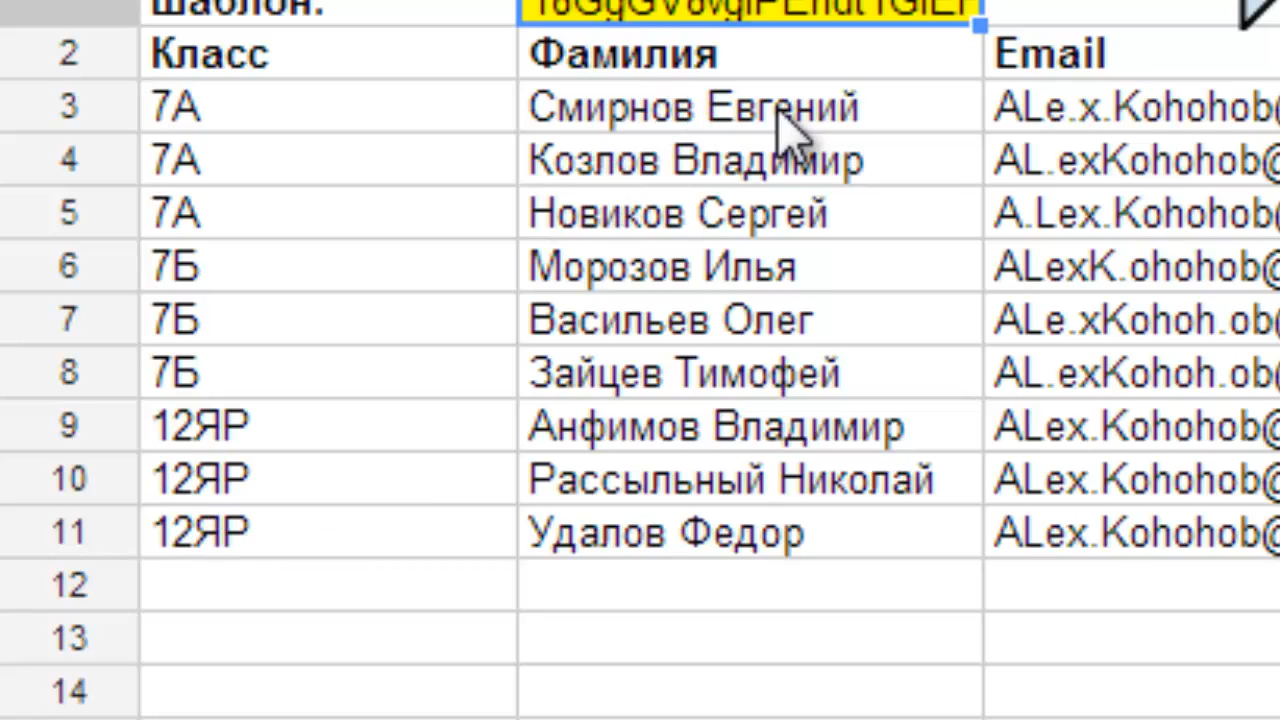 Шаблон:
2 Класс Фамилия Email
3 7А Смирнов Евгений ALe.x.Kohohob@
4 7А Козлов Владимир AL.exKohohob@
5 7А Новиков Сергей A.Lex.Kohohob@
6 7Б Морозов Илья ALexK.ohohob@
7 7Б Васильев Олег ALe.xKohoh.ob@
8 7Б Зайцев Тимофей AL.exKohoh.ob@
9 12ЯР Анфимов Владимир ALex.Kohohob@
10 12ЯР Рассыльный Николай ALex.Kohohob@
11 12ЯР Удалов Федор ALex.Kohohob@
12
13
14